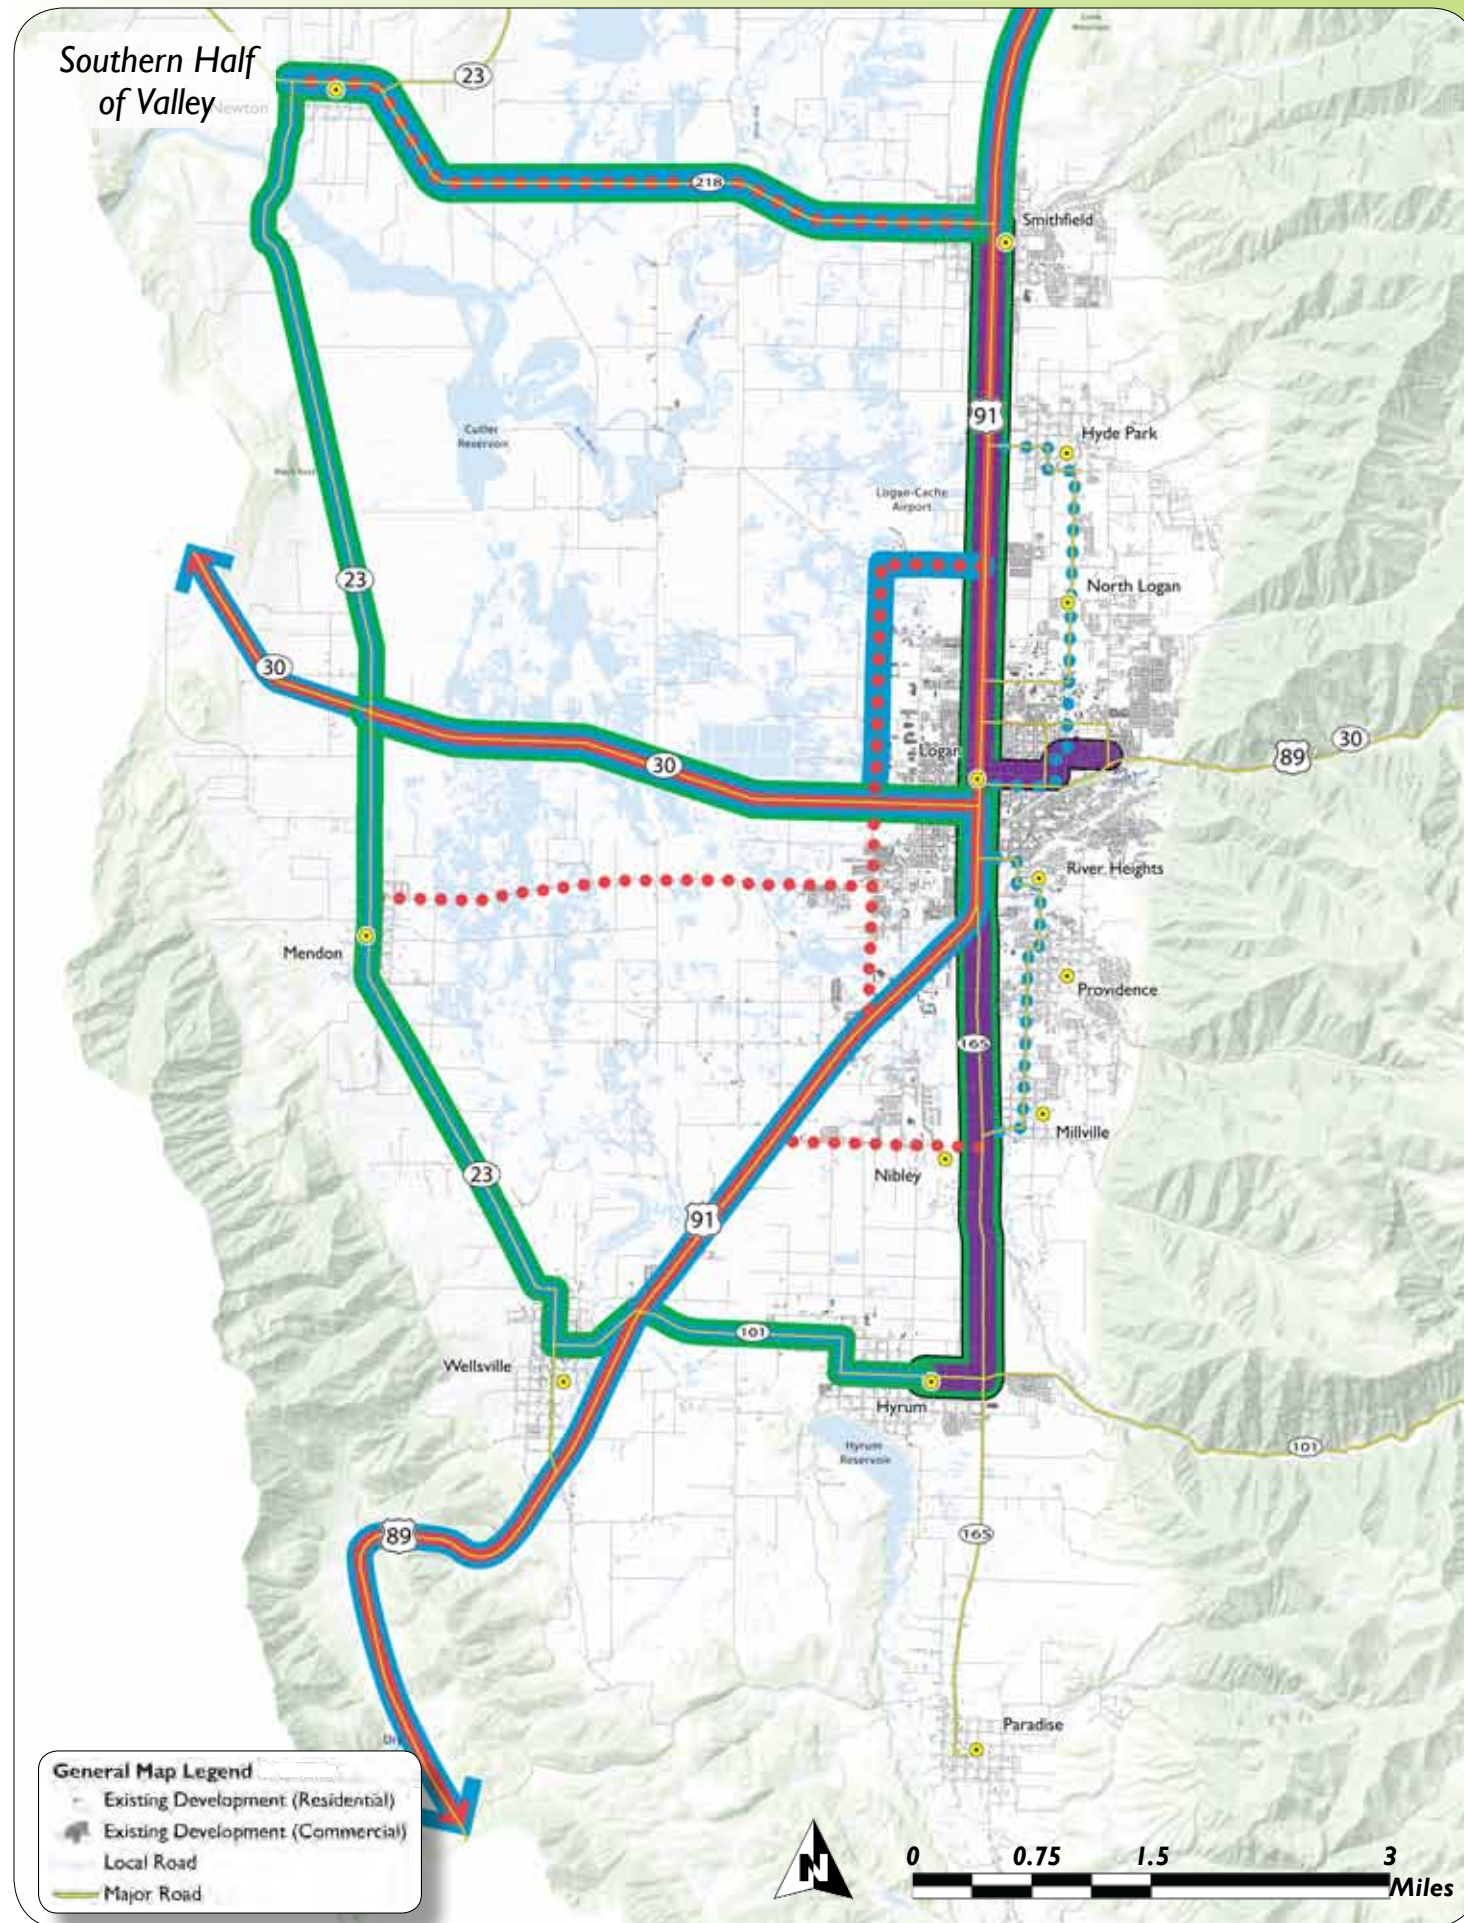 Southern Half
of Valley
Newton
23
218
Smithfield
91
Hyde Park
Cutler
Reservoir
Logan-Cache
Airport
23
North Logan
30
Logan
30
89
30
River Heights
Mendon
Providence
165
Millville
Nibley
23
91
101
Wellsville
Hyrum
Hyrum
Reservoir
101
89
165
Paradise
General Map Legend
Existing Development (Residential)
Existing Development (Commercial)
Local Road
Major Road
N
0 0.75 1.5 3
Miles